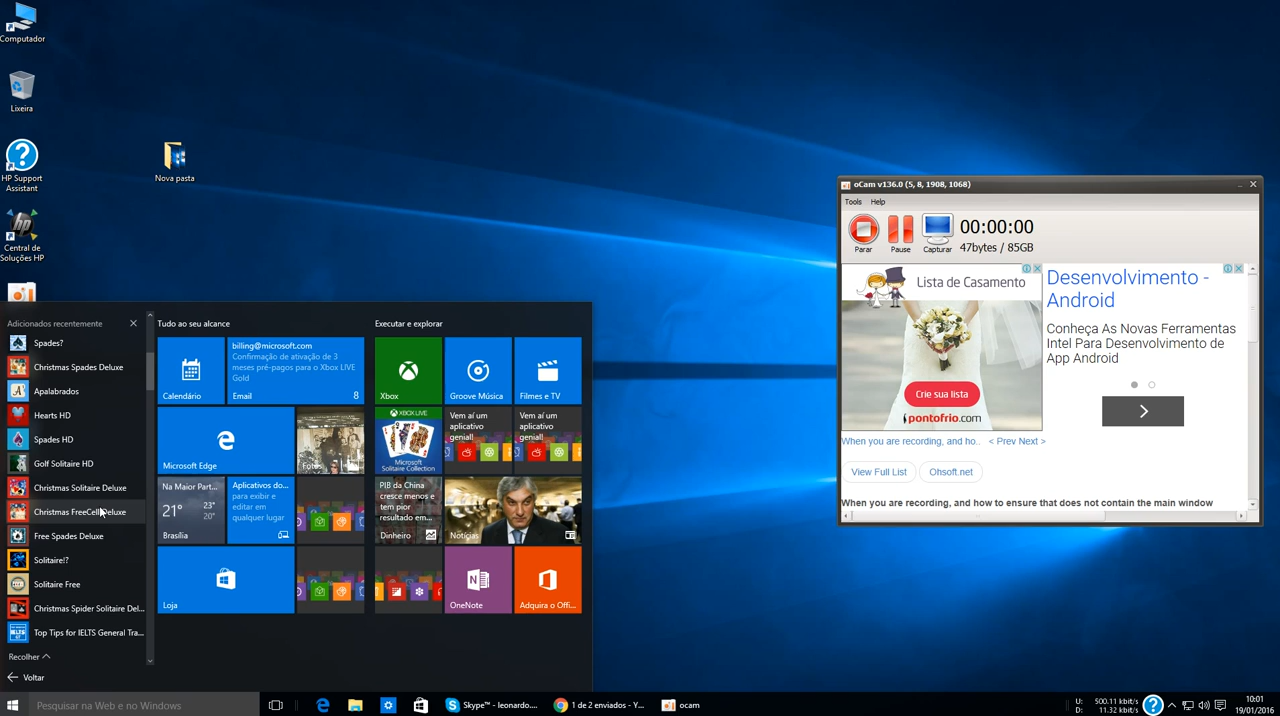 Computador
Lixeira
HP Support
Assistant
Central de
Soluções HP
Nova pasta
Adicionados recentemente
Spades?
Christmas Spades Deluxe
Apalabrados
Hearts HD
Spades HD
Golf Solitaire HD
Christmas Solitaire Deluxe
Christmas FreeCell Deluxe
Free Spades Deluxe
Solitaire!?
Solitaire Free
Christmas Spider Solitaire Del...
Top Tips for IELTS General Tra...
Recolher
Voltar
Tudo ao seu alcance
Calendário
billing@microsoft.com
Confirmação de ativação de 3
meses pré-pagos para o Xbox LIVE
Gold
Email 8
Microsoft Edge
Fotos
Na Maior Part...
21° 23°
20°
Brasília
Aplicativos do...
para exibir e
editar em
qualquer lugar
Loja
Executar e explorar
Xbox
Groove Música
Filmes e TV
XBOX LIVE
Microsoft
Solitaire Collection
Vem aí um
aplicativo
genial!
Vem aí um
aplicativo
genial!
PIB da China
cresce menos e
tem pior
resultado em...
Dinheiro
Notícias
OneNote
Adquira o Offi...
oCam v136.0 (5, 8, 1908, 1068)
Tools Help
Parar Pause Capturar
00:00:00
47bytes / 85GB
Lista de Casamento
Crie sua lista
pontofrio.com
Desenvolvimento -
Android
Conheça As Novas Ferramentas
Intel Para Desenvolvimento de
App Android
When you are recording, and ho.. < Prev Next >
View Full List Ohsoft.net
When you are recording, and how to ensure that does not contain the main window
Pesquisar na Web e no Windows
Skype™ - leonardo....
1 de 2 enviados - Y...
ocam
U: 500.11 kbit/s
D: 11.32 kbit/s
10:01
19/01/2016